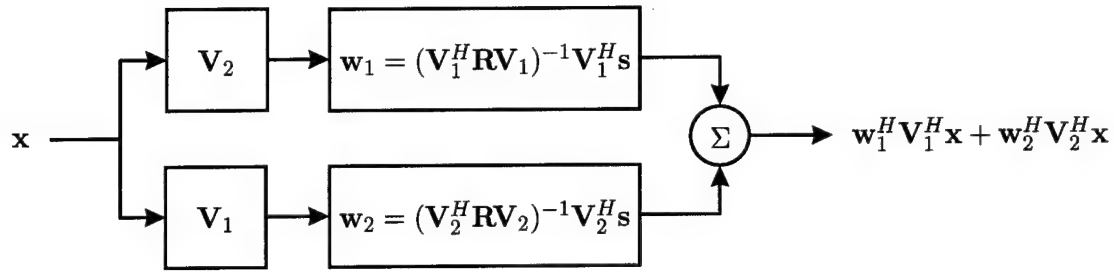 V₂
w₁ = (V₁ᴴRV₁)⁻¹V₁ᴴs
x
Σ
w₁ᴴV₁ᴴx + w₂ᴴV₂ᴴx
V₁
w₂ = (V₂ᴴRV₂)⁻¹V₂ᴴs